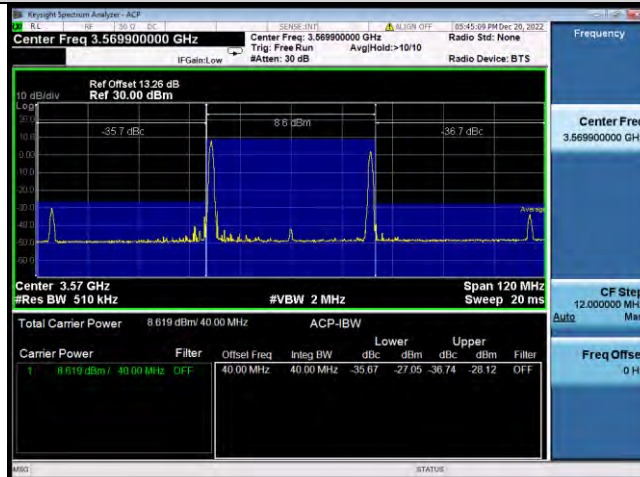 Keysight Spectrum Analyzer - ACP
RL RF 50 Ω DC SENSE:INT ALIGN OFF 05:45:09 PM Dec 20, 2022
Center Freq 3.569900000 GHz
Center Freq: 3.569900000 GHz
Radio Std: None
Trig: Free Run Avg|Hold:>10/10
IFGain:Low
#Atten: 30 dB
Radio Device: BTS
Ref Offset 13.26 dB
10 dB/div Ref 30.00 dBm
Log
20.0
10.0
0.00
-10.0
-20.0
-30.0
-40.0
-50.0
-60.0
-35.7 dBc
8.6 dBm
-36.7 dBc
Average
Center 3.57 GHz Span 120 MHz
#Res BW 510 kHz #VBW 2 MHz Sweep 20 ms
Total Carrier Power 8.619 dBm/ 40.00 MHz ACP-IBW
Lower Upper
Carrier Power Filter Offset Freq Integ BW dBc dBm dBc dBm Filter
1 8.619 dBm / 40.00 MHz OFF 40.00 MHz 40.00 MHz -35.67 -27.05 -36.74 -28.12 OFF
MSG STATUS
Frequency
Center Freq
3.569900000 GH
CF Step
12.000000 MH
Auto Ma
Freq Offse
0 H